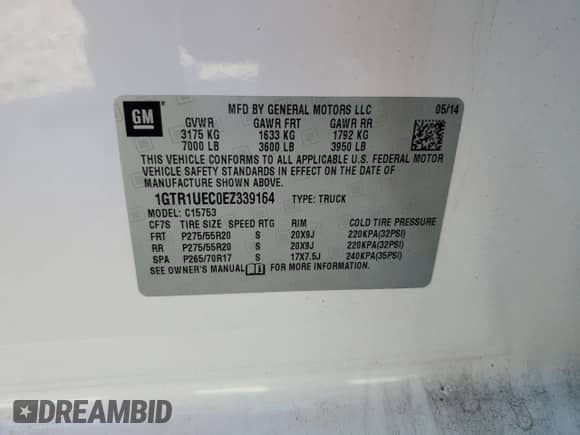 GM
MFD BY GENERAL MOTORS LLC 05/14
GVWR GAWR FRT GAWR RR
3175 KG 1633 KG 1792 KG
7000 LB 3600 LB 3950 LB
THIS VEHICLE CONFORMS TO ALL APPLICABLE U.S. FEDERAL MOTOR
VEHICLE SAFETY STANDARDS IN EFFECT ON THE DATE OF
MANUFACTURE SHOWN ABOVE.
1GTR1UEC0EZ339164 TYPE: TRUCK
MODEL: C15753
CF7S TIRE SIZE SPEED RTG RIM COLD TIRE PRESSURE
FRT P275/55R20 S 20X9J 220KPA(32PSI)
RR P275/55R20 S 20X9J 220KPA(32PSI)
SPA P265/70R17 S 17X7.5J 240KPA(35PSI)
SEE OWNER'S MANUAL FOR MORE INFORMATION.
DREAMBID